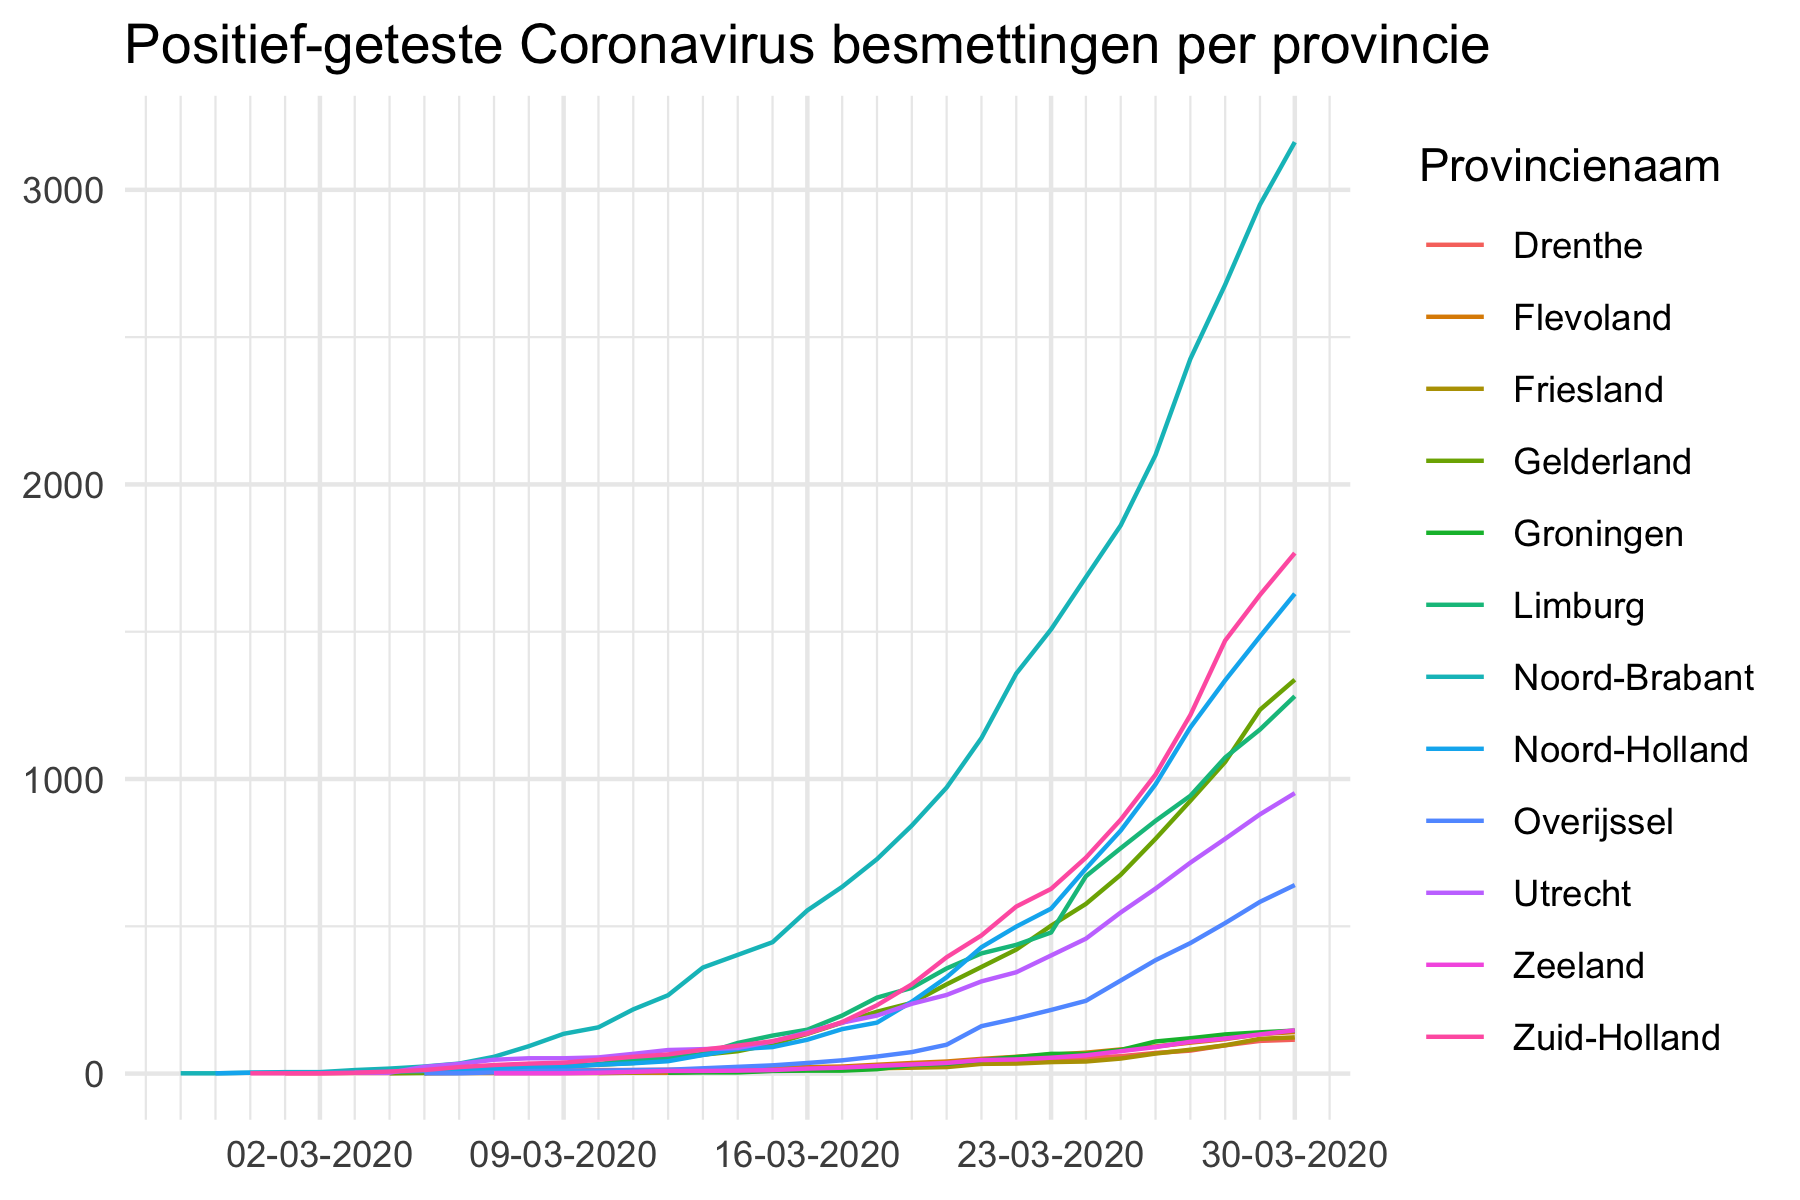 Positief-geteste Coronavirus besmettingen per provincie
3000
2000
1000
0
02-03-2020
09-03-2020
16-03-2020
23-03-2020
30-03-2020
Provincienaam
Drenthe
Flevoland
Friesland
Gelderland
Groningen
Limburg
Noord-Brabant
Noord-Holland
Overijssel
Utrecht
Zeeland
Zuid-Holland